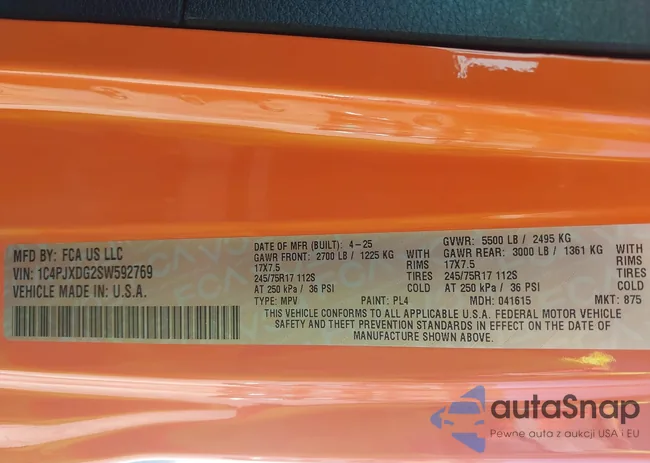 MFD BY: FCA US LLC
VIN: 1C4PJXDG2SW592769
VEHICLE MADE IN: U.S.A.
DATE OF MFR (BUILT): 4-25
GVWR: 5500 LB / 2495 KG
GAWR FRONT: 2700 LB / 1225 KG WITH GAWR REAR: 3000 LB / 1361 KG WITH
17X7.5 RIMS 17X7.5 RIMS
245/75R17 112S TIRES 245/75R17 112S TIRES
AT 250 kPa / 36 PSI COLD AT 250 kPa / 36 PSI COLD
TYPE: MPV PAINT: PL4 MDH: 041615 MKT: 875
THIS VEHICLE CONFORMS TO ALL APPLICABLE U.S.A. FEDERAL MOTOR VEHICLE
SAFETY AND THEFT PREVENTION STANDARDS IN EFFECT ON THE DATE OF
MANUFACTURE SHOWN ABOVE.
autaSnap
Pewne auta z aukcji USA i EU